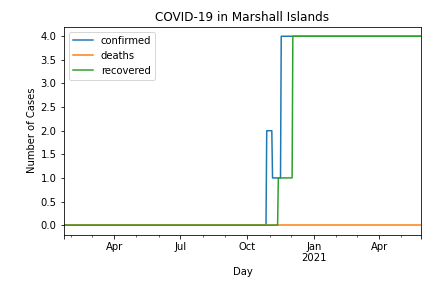 COVID-19 in Marshall Islands
confirmed
deaths
recovered
4.0
3.5
3.0
2.5
2.0
1.5
1.0
0.5
0.0
Number of Cases
Apr
Jul
Oct
Jan
2021
Apr
Day